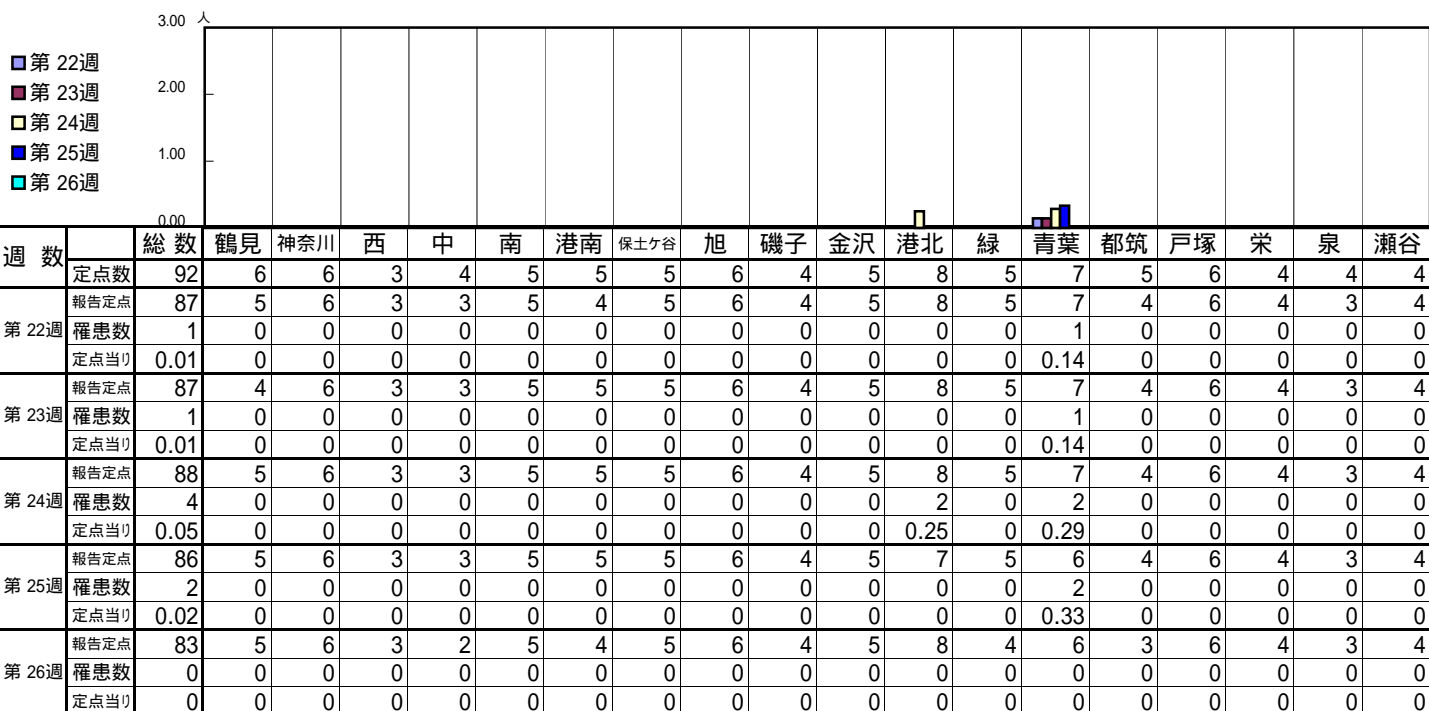 3.00 人
第 22週
第 23週
第 24週
第 25週
第 26週
2.00
1.00
0.00
週 数 総 数 鶴見 神奈川 西 中 南 港南 保土ケ谷 旭 磯子 金沢 港北 緑 青葉 都筑 戸塚 栄 泉 瀬谷
定点数 92 6 6 3 4 5 5 5 6 4 5 8 5 7 5 6 4 4 4
第 22週 報告定点 87 5 6 3 3 5 4 5 6 4 5 8 5 7 4 6 4 3 4
罹患数 1 0 0 0 0 0 0 0 0 0 0 0 0 1 0 0 0 0 0
定点当り 0.01 0 0 0 0 0 0 0 0 0 0 0 0 0.14 0 0 0 0 0
第 23週 報告定点 87 4 6 3 3 5 5 5 6 4 5 8 5 7 4 6 4 3 4
罹患数 1 0 0 0 0 0 0 0 0 0 0 0 0 1 0 0 0 0 0
定点当り 0.01 0 0 0 0 0 0 0 0 0 0 0 0 0.14 0 0 0 0 0
第 24週 報告定点 88 5 6 3 3 5 5 5 6 4 5 8 5 7 4 6 4 3 4
罹患数 4 0 0 0 0 0 0 0 0 0 0 2 0 2 0 0 0 0 0
定点当り 0.05 0 0 0 0 0 0 0 0 0 0 0.25 0 0.29 0 0 0 0 0
第 25週 報告定点 86 5 6 3 3 5 5 5 6 4 5 7 5 6 4 6 4 3 4
罹患数 2 0 0 0 0 0 0 0 0 0 0 0 0 2 0 0 0 0 0
定点当り 0.02 0 0 0 0 0 0 0 0 0 0 0 0 0.33 0 0 0 0 0
第 26週 報告定点 83 5 6 3 2 5 4 5 6 4 5 8 4 6 3 6 4 3 4
罹患数 0 0 0 0 0 0 0 0 0 0 0 0 0 0 0 0 0 0 0
定点当り 0 0 0 0 0 0 0 0 0 0 0 0 0 0 0 0 0 0 0